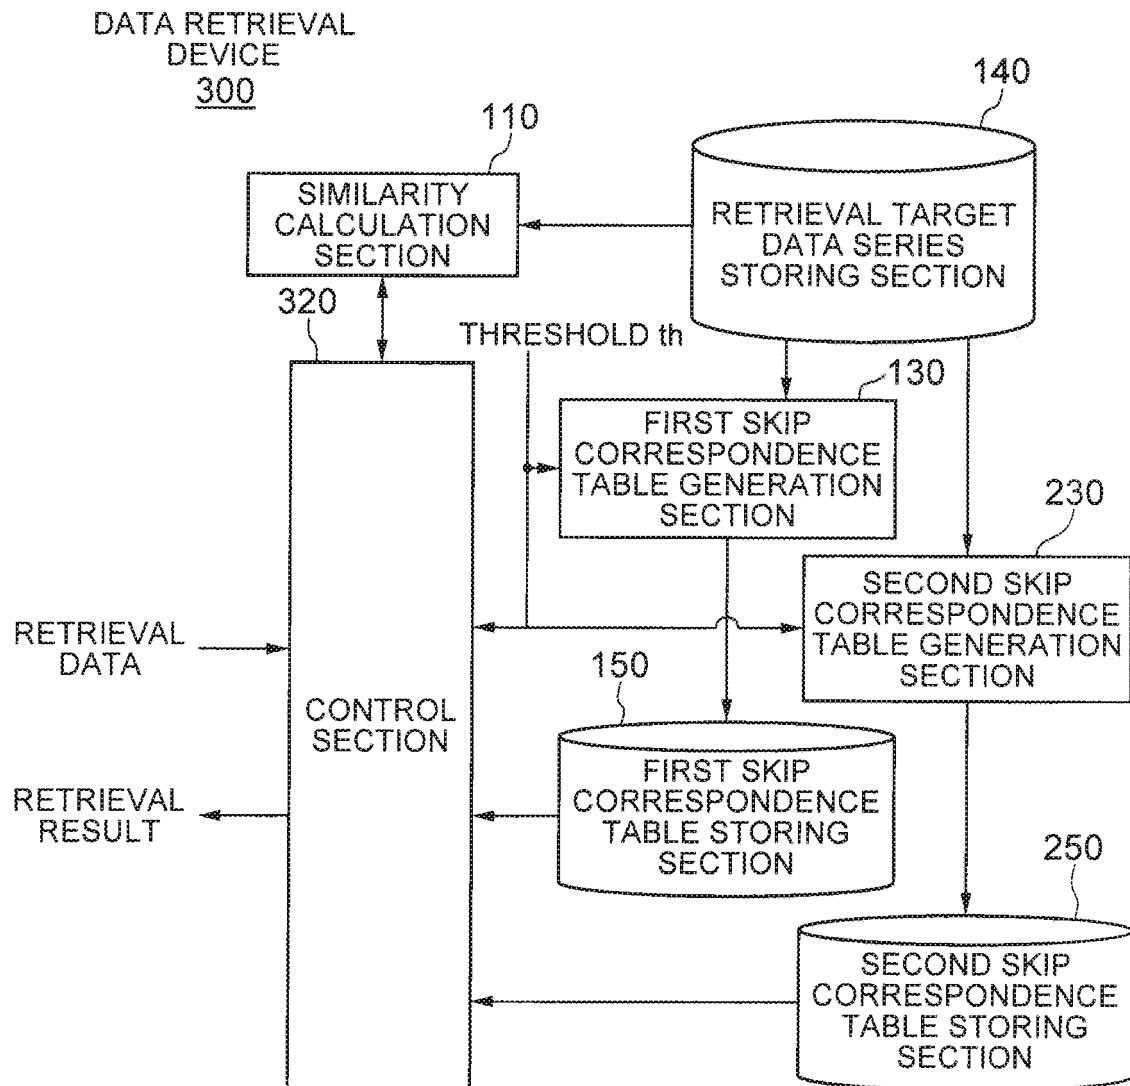 DATA RETRIEVAL
DEVICE
300
140
110
SIMILARITY
CALCULATION
SECTION
RETRIEVAL TARGET
DATA SERIES
STORING SECTION
320
THRESHOLD th
130
FIRST SKIP
CORRESPONDENCE
TABLE GENERATION
SECTION
230
SECOND SKIP
CORRESPONDENCE
TABLE GENERATION
SECTION
RETRIEVAL
DATA
150
CONTROL
SECTION
FIRST SKIP
CORRESPONDENCE
TABLE STORING
SECTION
RETRIEVAL
RESULT
250
SECOND SKIP
CORRESPONDENCE
TABLE STORING
SECTION